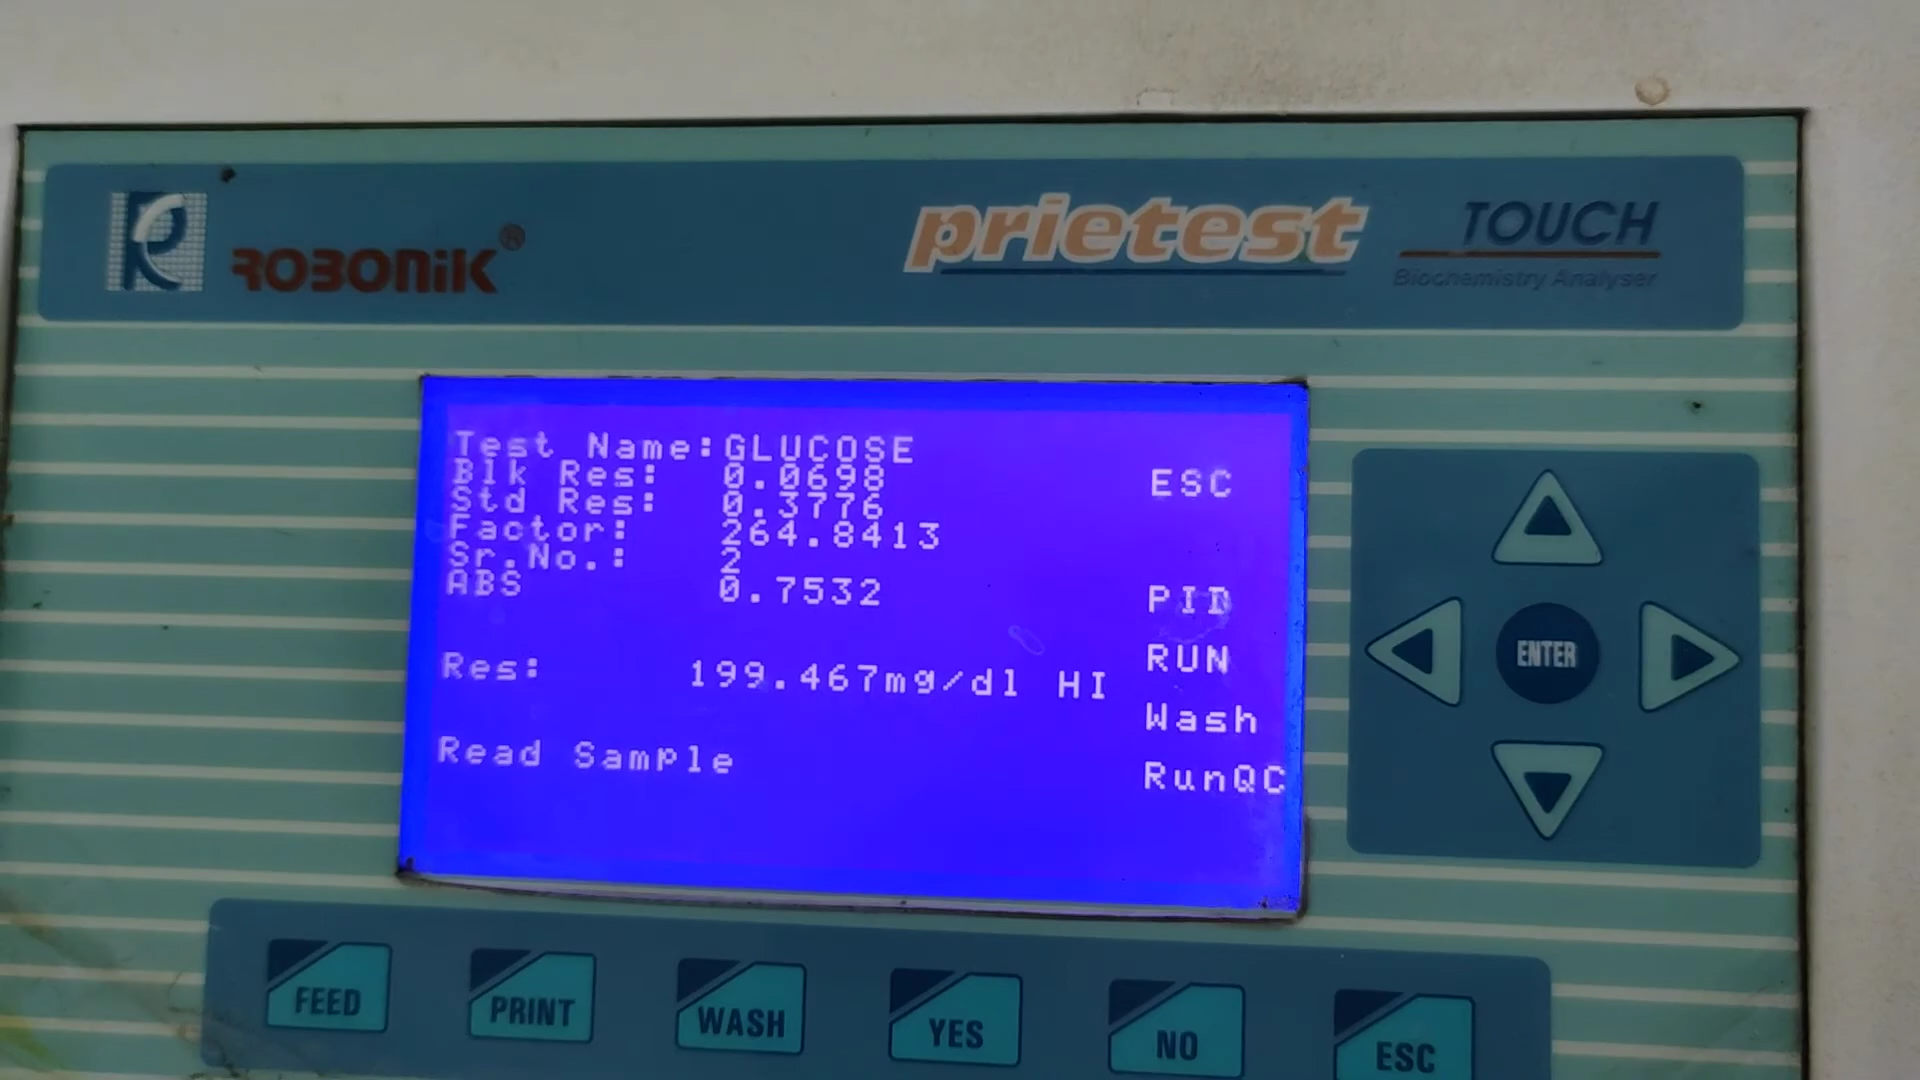 ROBONiK®
prietest TOUCH
Biochemistry Analyser
Test Name:GLUCOSE
Blk Res: 0.0698
Std Res: 0.3776
Factor: 264.8413
Sr.No.: 2
ABS 0.7532
Res: 199.467mg/dl HI
Read Sample
ESC
PID
RUN
Wash
RunQC
ENTER
FEED
PRINT
WASH
YES
NO
ESC